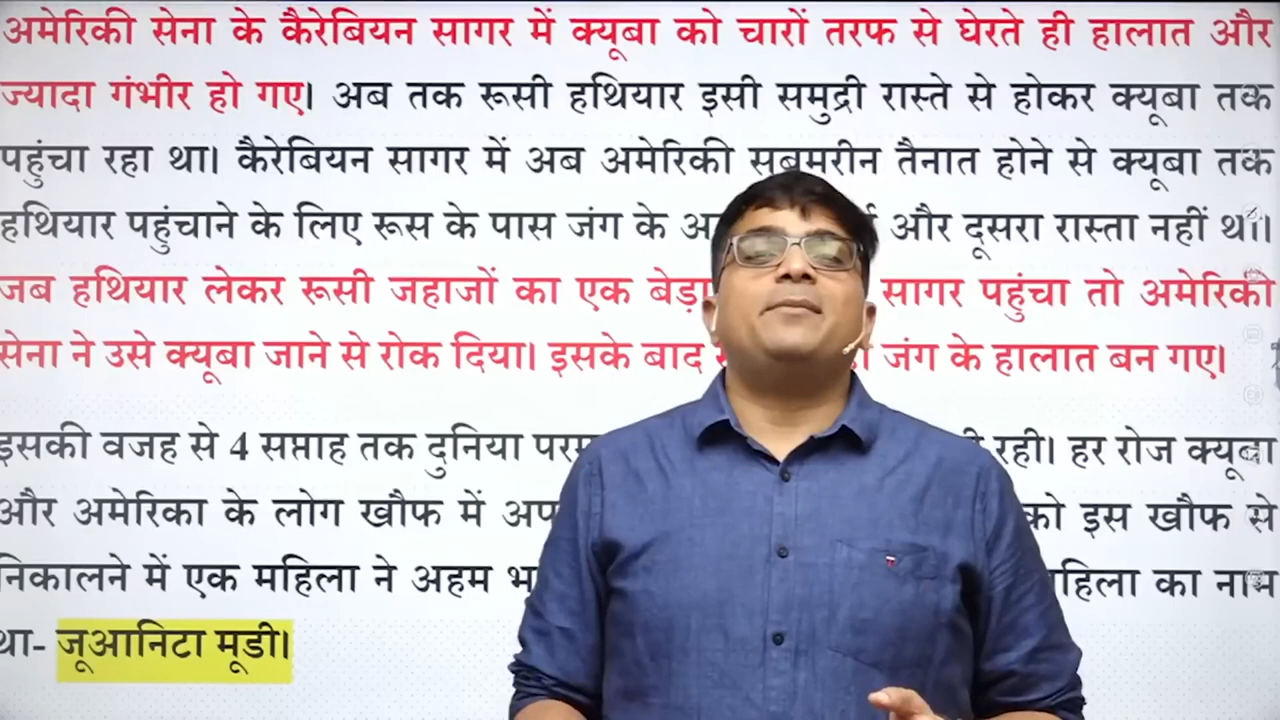 अमेरिकी सेना के कैरेबियन सागर में क्यूबा को चारों तरफ से घेरते ही हालात और
ज्यादा गंभीर हो गए। अब तक रूसी हथियार इसी समुद्री रास्ते से होकर क्यूबा तक
पहुंचा रहा था। कैरेबियन सागर में अब अमेरिकी सबमरीन तैनात होने से क्यूबा तक
हथियार पहुंचाने के लिए रूस के पास जंग के और दूसरा रास्ता नहीं था।
जब हथियार लेकर रूसी जहाजों का एक बेड़ा सागर पहुंचा तो अमेरिकी
सेना ने उसे क्यूबा जाने से रोक दिया। इसके बाद जंग के हालात बन गए।
इसकी वजह से 4 सप्ताह तक दुनिया रही। हर रोज क्यूबा
और अमेरिका के लोग खौफ में को इस खौफ से
निकालने में एक महिला ने अहम का नाम
था- जूआनिटा मूडी।